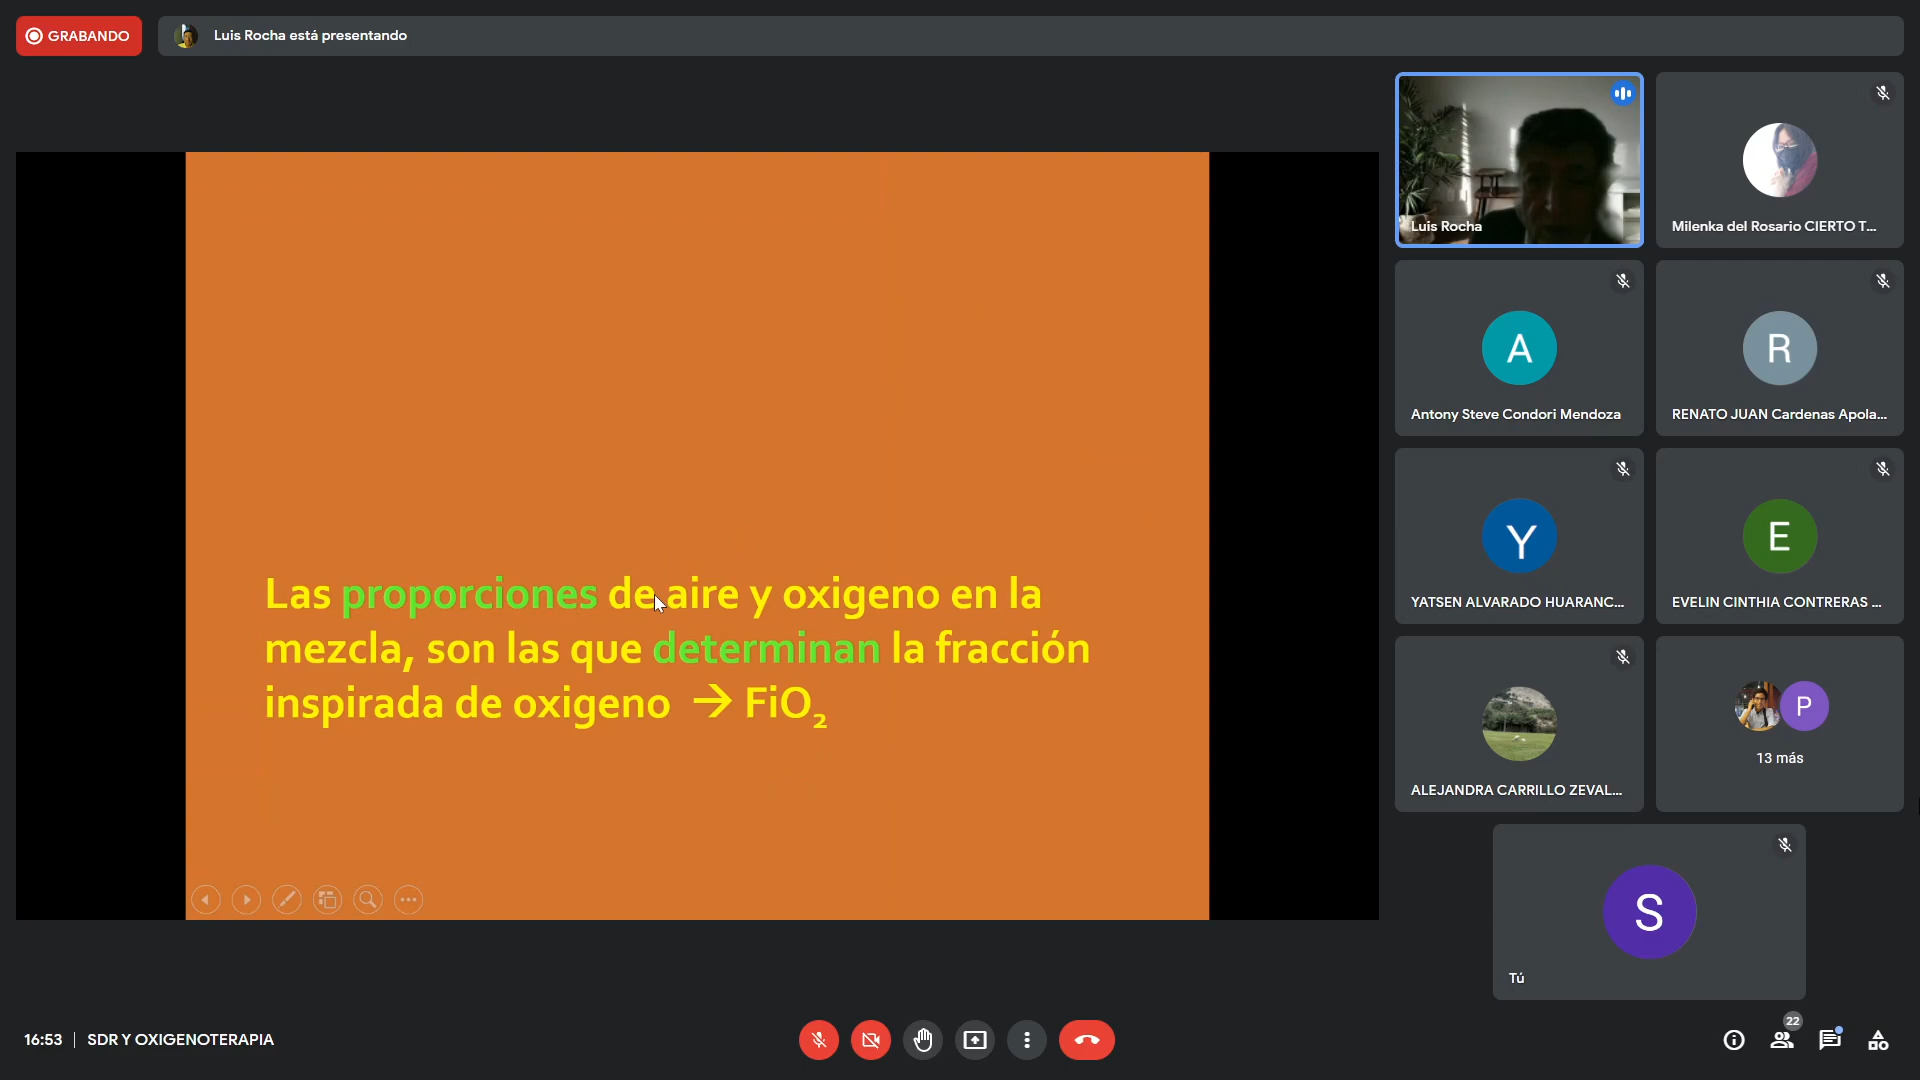 GRABANDO
Luis Rocha está presentando
Las proporciones de aire y oxigeno en la
mezcla, son las que determinan la fracción
inspirada de oxigeno → FiO₂
Luis Rocha
Milenka del Rosario CIERTO T...
A
Antony Steve Condori Mendoza
R
RENATO JUAN Cardenas Apola...
Y
YATSEN ALVARADO HUARANC...
E
EVELIN CINTHIA CONTRERAS ...
ALEJANDRA CARRILLO ZEVAL...
P
13 más
S
Tú
16:53 | SDR Y OXIGENOTERAPIA
22